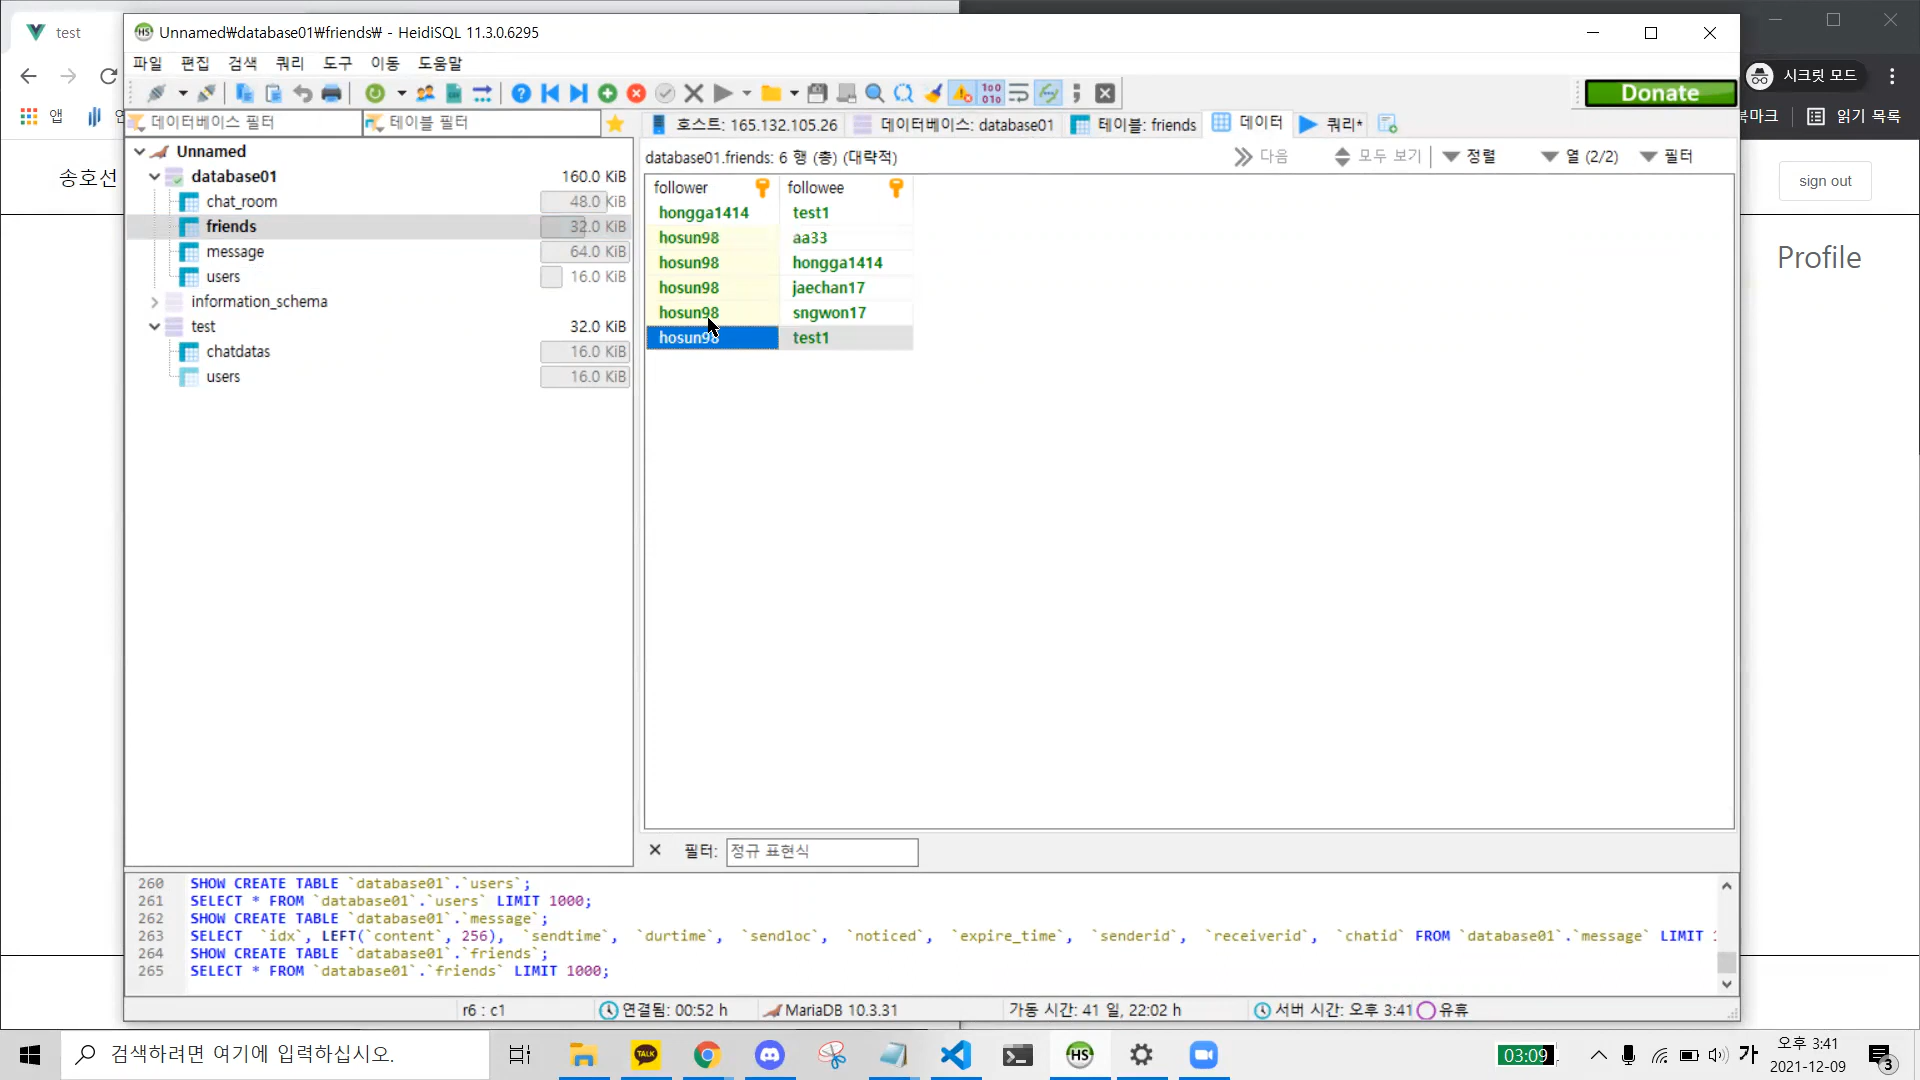 test
Unnamed₩database01₩friends₩ - HeidiSQL 11.3.0.6295
파일 편집 검색 쿼리 도구 이동 도움말
시크릿 모드
Donate
앱
북마크
읽기 목록
데이터베이스 필터
테이블 필터
호스트: 165.132.105.26
데이터베이스: database01
테이블: friends
데이터
쿼리*
Unnamed
database01 160.0 KiB
chat_room 48.0 KiB
friends 32.0 KiB
message 64.0 KiB
users 16.0 KiB
information_schema
test 32.0 KiB
chatdatas 16.0 KiB
users 16.0 KiB
database01.friends: 6 행 (총) (대략적)
다음 모두 보기 정렬 열 (2/2) 필터
follower followee
hongga1414 test1
hosun98 aa33
hosun98 hongga1414
hosun98 jaechan17
hosun98 sngwon17
hosun98 test1
송호선
sign out
Profile
필터: 정규 표현식
260 SHOW CREATE TABLE `database01`.`users`;
261 SELECT * FROM `database01`.`users` LIMIT 1000;
262 SHOW CREATE TABLE `database01`.`message`;
263 SELECT `idx`, LEFT(`content`, 256), `sendtime`, `durtime`, `sendloc`, `noticed`, `expire_time`, `senderid`, `receiverid`, `chatid` FROM `database01`.`message` LIMIT
264 SHOW CREATE TABLE `database01`.`friends`;
265 SELECT * FROM `database01`.`friends` LIMIT 1000;
r6 : c1
연결됨: 00:52 h
MariaDB 10.3.31
가동 시간: 41 일, 22:02 h
서버 시간: 오후 3:41
유휴
검색하려면 여기에 입력하십시오.
TALK
HS
03:09
가
오후 3:41
2021-12-09
3